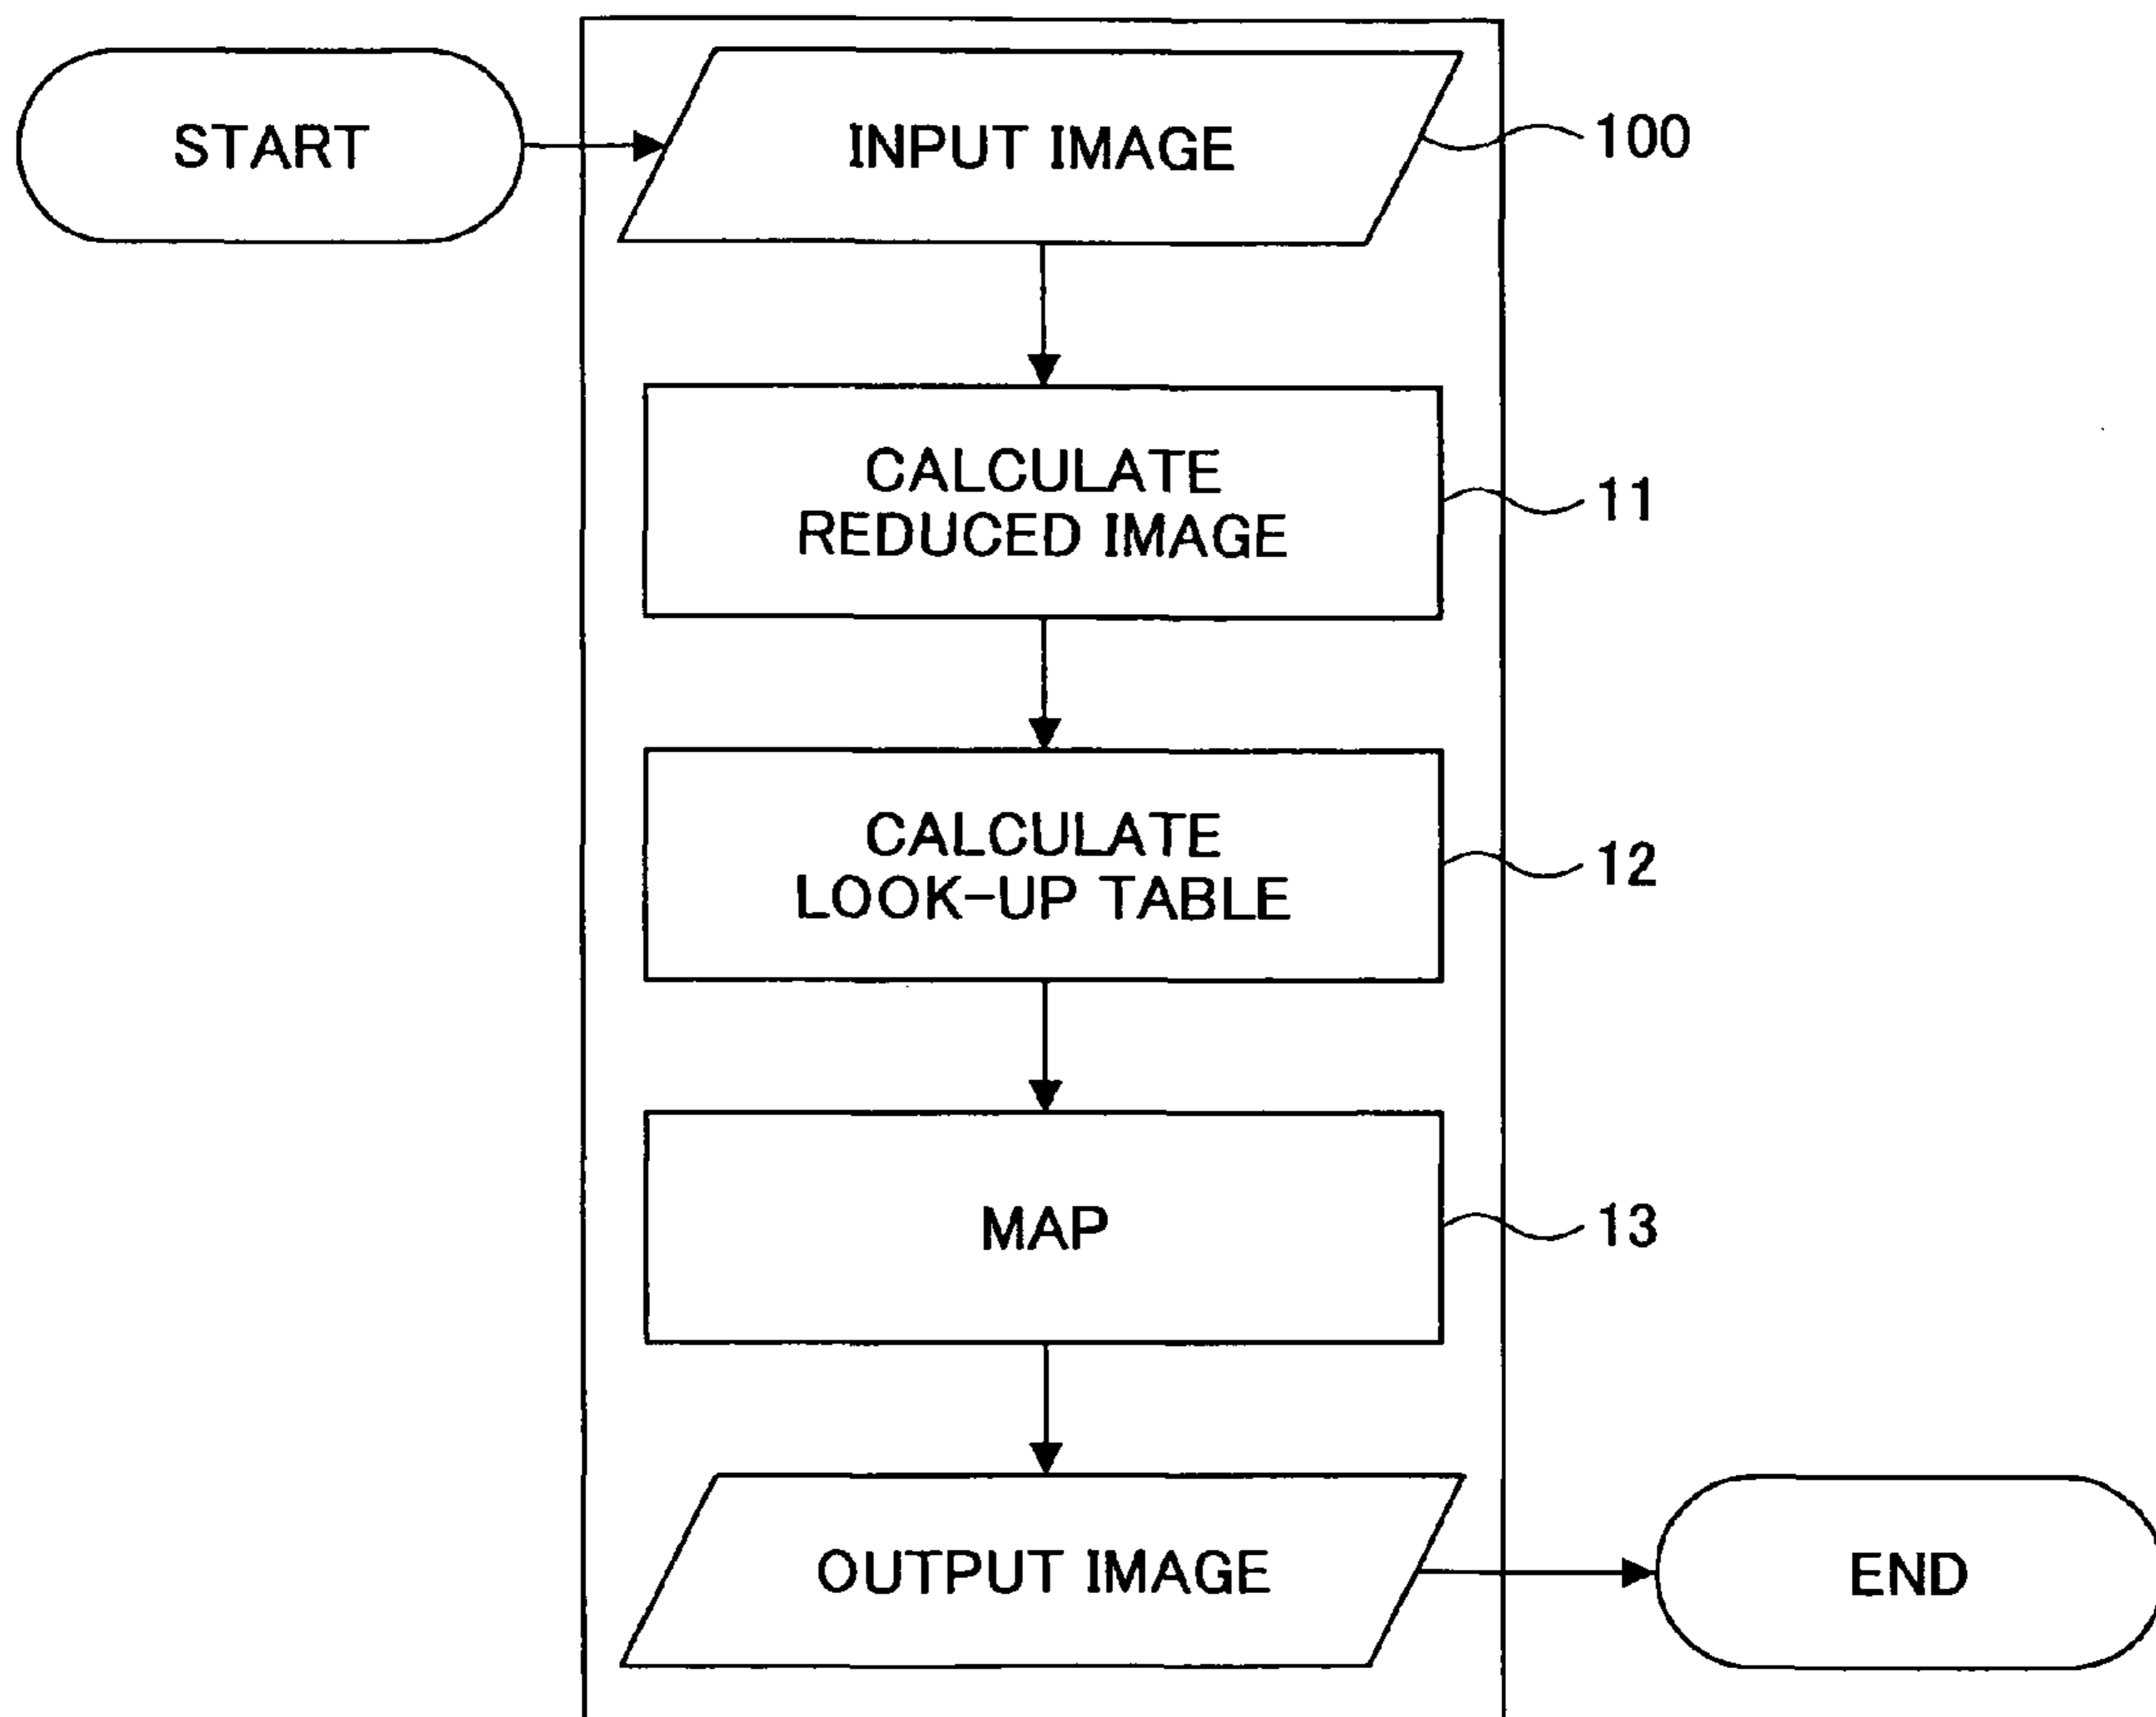 START
INPUT IMAGE
100
CALCULATE
REDUCED IMAGE
11
CALCULATE
LOOK-UP TABLE
12
MAP
13
OUTPUT IMAGE
END